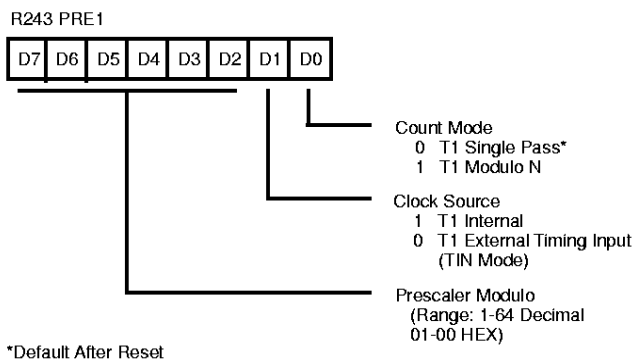 R243 PRE1
D7 D6 D5 D4 D3 D2 D1 D0
Count Mode
0 T1 Single Pass*
1 T1 Modulo N
Clock Source
1 T1 Internal
0 T1 External Timing Input
(TIN Mode)
Prescaler Modulo
(Range: 1-64 Decimal
01-00 HEX)
*Default After Reset